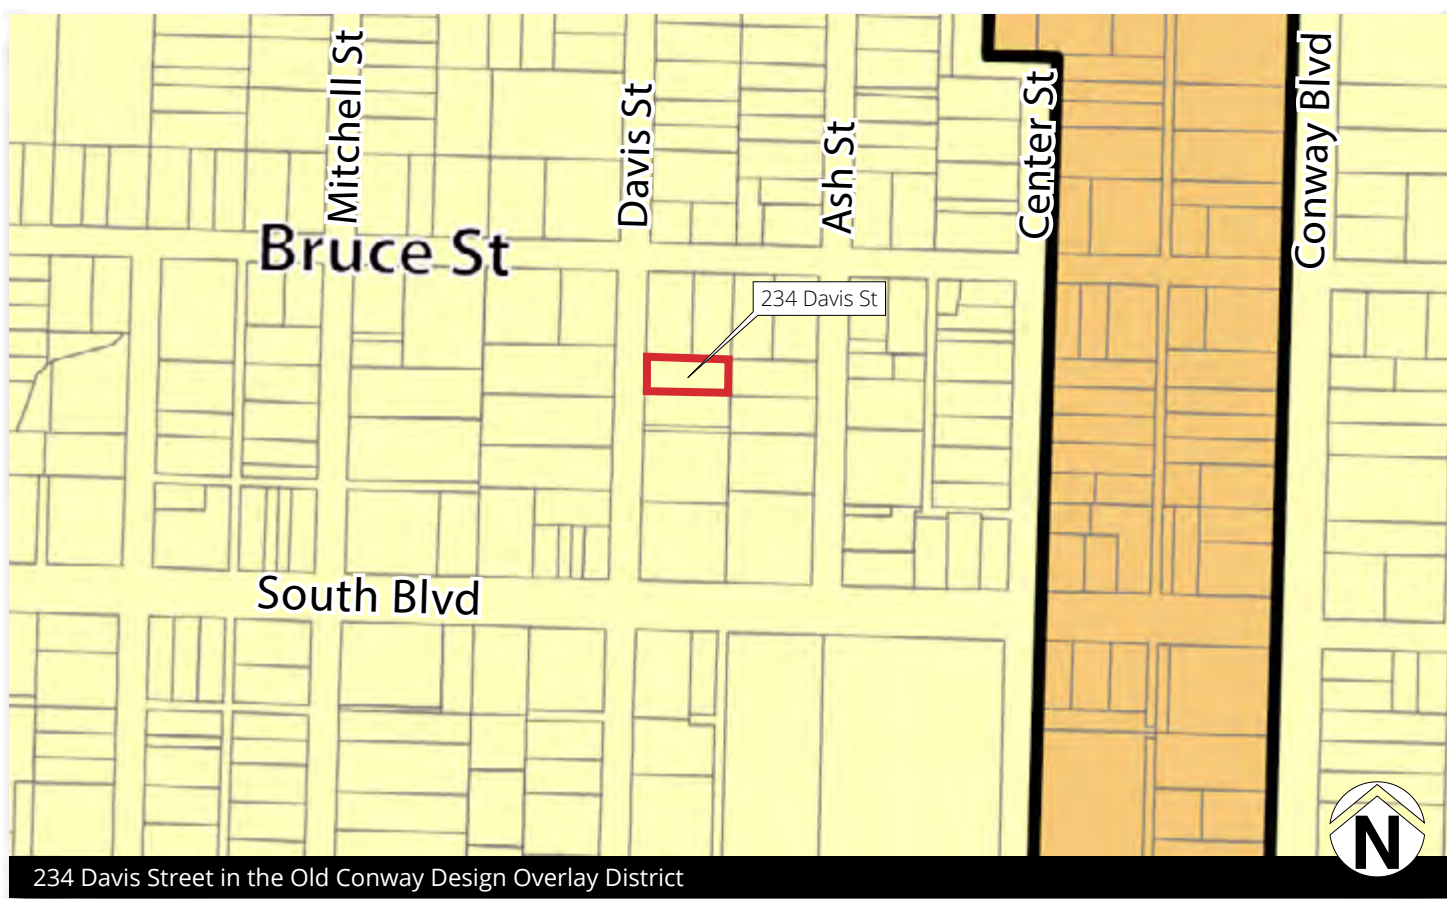 Mitchell St
Davis St
Ash St
Center St
Conway Blvd
Bruce St
234 Davis St
South Blvd
N
234 Davis Street in the Old Conway Design Overlay District